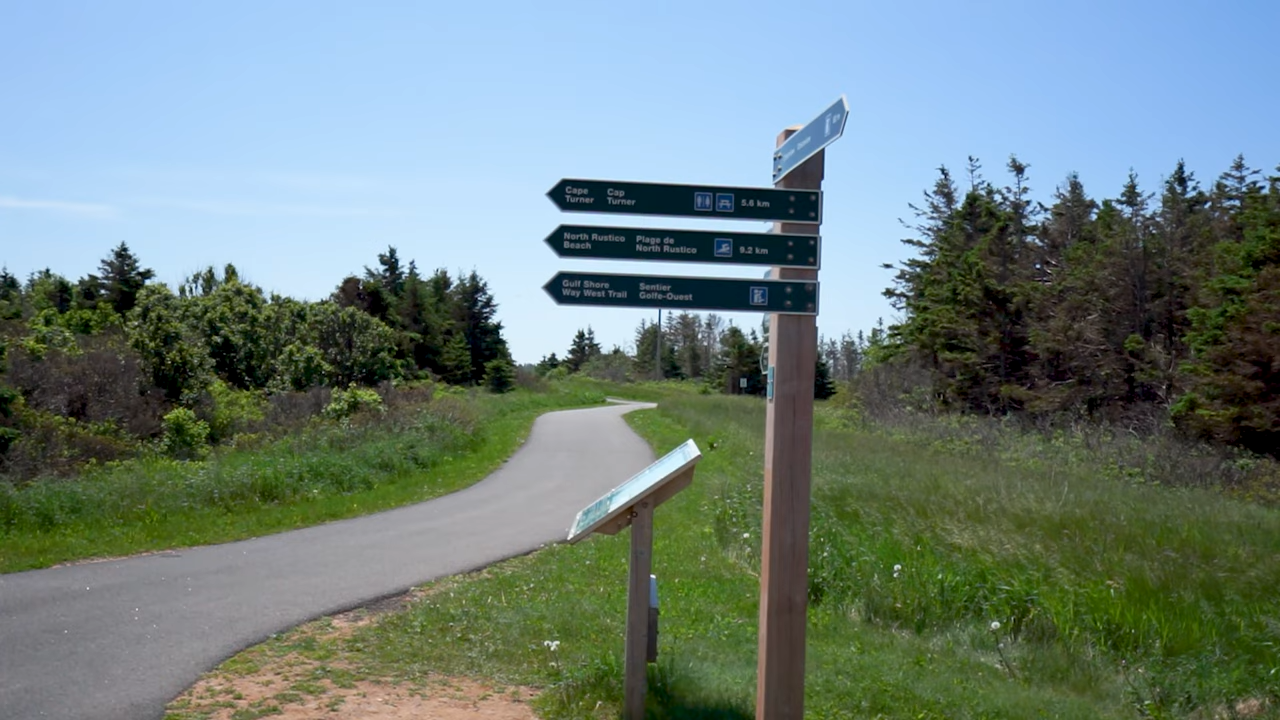 Cape Cap
Turner Turner 5.6 km
North Rustico Plage de
Beach North Rustico 9.2 km
Gulf Shore Sentier
Way West Trail Golfe-Ouest